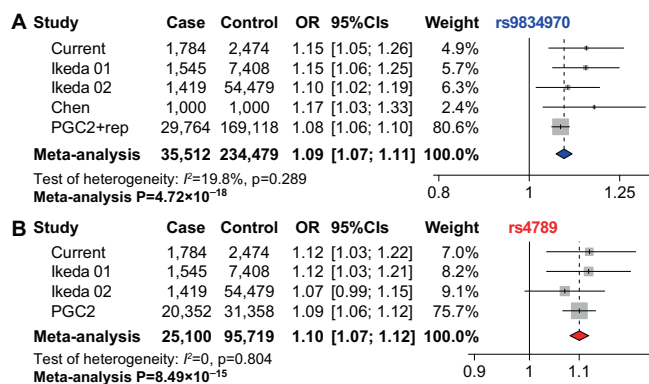 A Study Case Control OR 95%CIs Weight rs9834970
Current 1,784 2,474 1.15 [1.05; 1.26] 4.9%
Ikeda 01 1,545 7,408 1.15 [1.06; 1.25] 5.7%
Ikeda 02 1,419 54,479 1.10 [1.02; 1.19] 6.3%
Chen 1,000 1,000 1.17 [1.03; 1.33] 2.4%
PGC2+rep 29,764 169,118 1.08 [1.06; 1.10] 80.6%
Meta-analysis 35,512 234,479 1.09 [1.07; 1.11] 100.0%
Test of heterogeneity: I²=19.8%, p=0.289
Meta-analysis P=4.72×10⁻¹⁸
0.8 1 1.25
B Study Case Control OR 95%CIs Weight rs4789
Current 1,784 2,474 1.12 [1.03; 1.22] 7.0%
Ikeda 01 1,545 7,408 1.12 [1.03; 1.21] 8.2%
Ikeda 02 1,419 54,479 1.07 [0.99; 1.15] 9.1%
PGC2 20,352 31,358 1.09 [1.06; 1.12] 75.7%
Meta-analysis 25,100 95,719 1.10 [1.07; 1.12] 100.0%
Test of heterogeneity: I²=0, p=0.804
Meta-analysis P=8.49×10⁻¹⁵
0.9 1 1.1